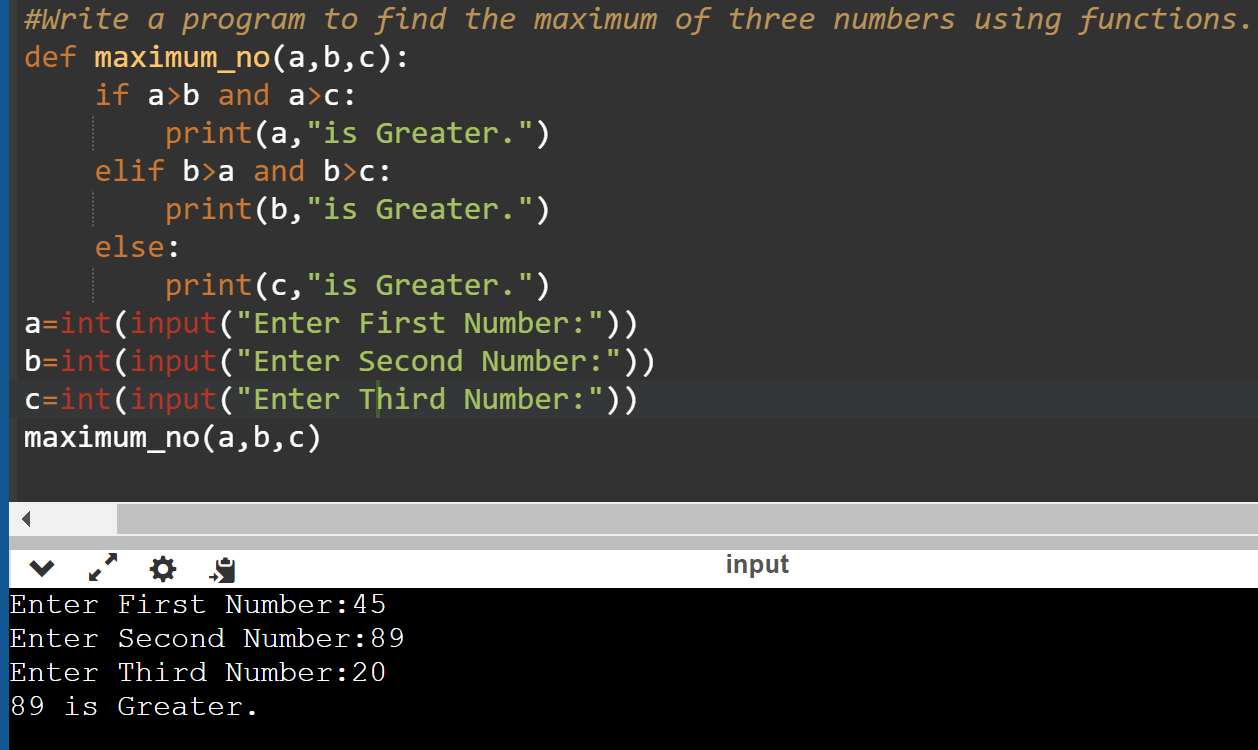 #Write a program to find the maximum of three numbers using functions.
def maximum_no(a,b,c):
    if a>b and a>c:
        print(a,"is Greater.")
    elif b>a and b>c:
        print(b,"is Greater.")
    else:
        print(c,"is Greater.")
a=int(input("Enter First Number:"))
b=int(input("Enter Second Number:"))
c=int(input("Enter Third Number:"))
maximum_no(a,b,c)
input
Enter First Number:45
Enter Second Number:89
Enter Third Number:20
89 is Greater.